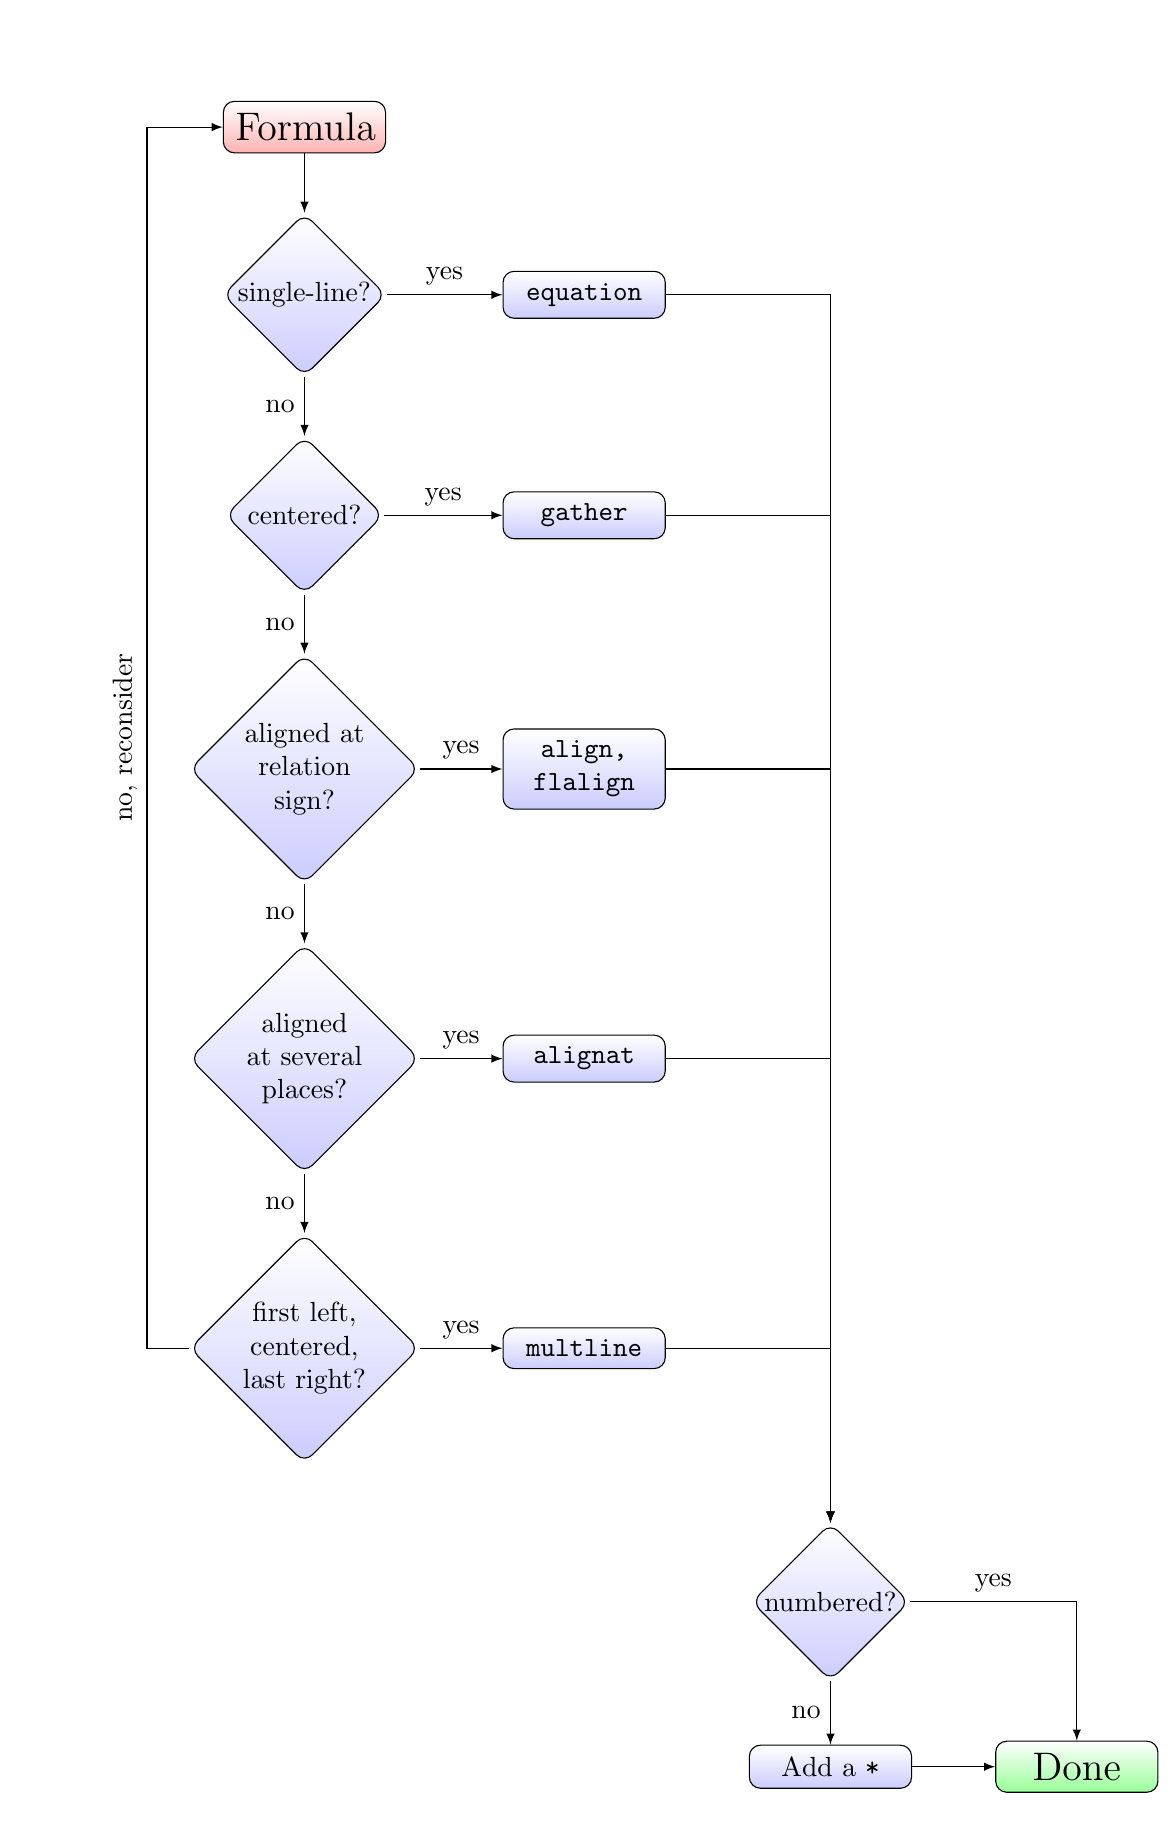 Formula
single-line?
yes
equation
no
centered?
yes
gather
no
no, reconsider
aligned at
relation
sign?
yes
align,
flalign
no
aligned
at several
places?
yes
alignat
no
first left,
centered,
last right?
yes
multline
numbered?
yes
no
Add a *
Done